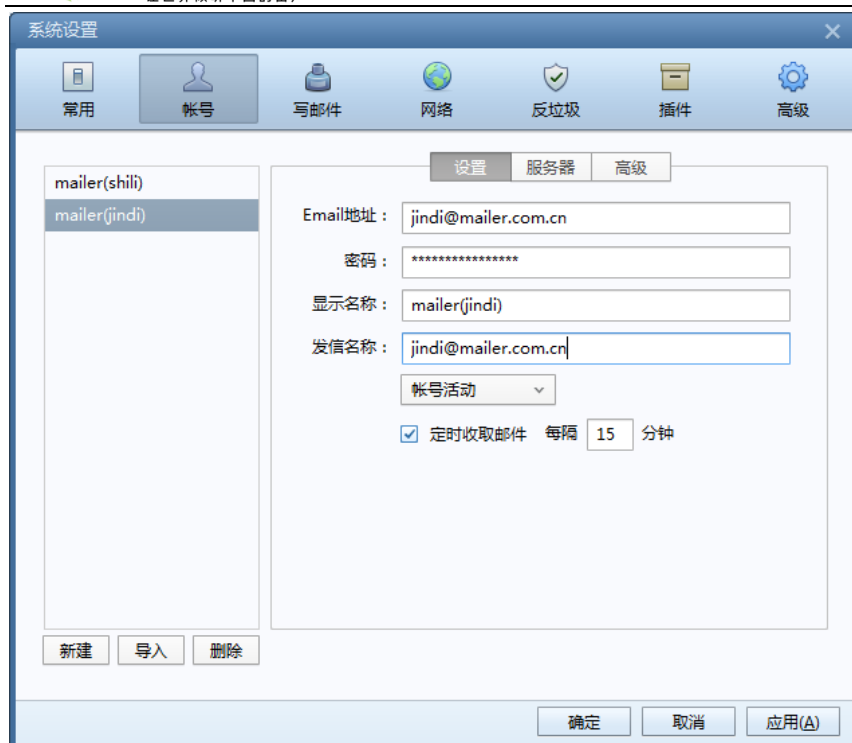 系统设置
常用 帐号 写邮件 网络 反垃圾 插件 高级
设置 服务器 高级
mailer(shili)
mailer(jindi)
Email地址： jindi@mailer.com.cn
密码： ****************
显示名称： mailer(jindi)
发信名称： jindi@mailer.com.cn
帐号活动
定时收取邮件 每隔 15 分钟
新建 导入 删除
确定 取消 应用(A)